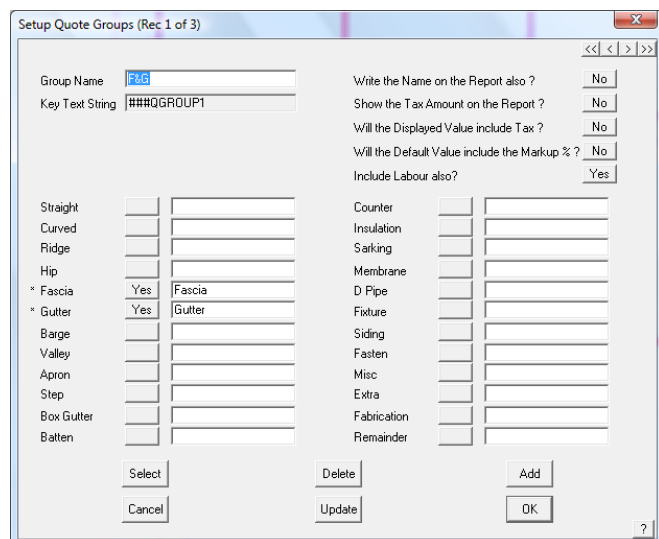 Setup Quote Groups (Rec 1 of 3)
<< < > >>
Group Name F&G
Key Text String ###QGROUP1
Write the Name on the Report also ? No
Show the Tax Amount on the Report ? No
Will the Displayed Value include Tax ? No
Will the Default Value include the Markup % ? No
Include Labour also? Yes
Straight
Curved
Ridge
Hip
* Fascia Yes Fascia
* Gutter Yes Gutter
Barge
Valley
Apron
Step
Box Gutter
Batten
Counter
Insulation
Sarking
Membrane
D Pipe
Fixture
Siding
Fasten
Misc
Extra
Fabrication
Remainder
Select Delete Add
Cancel Update OK
?